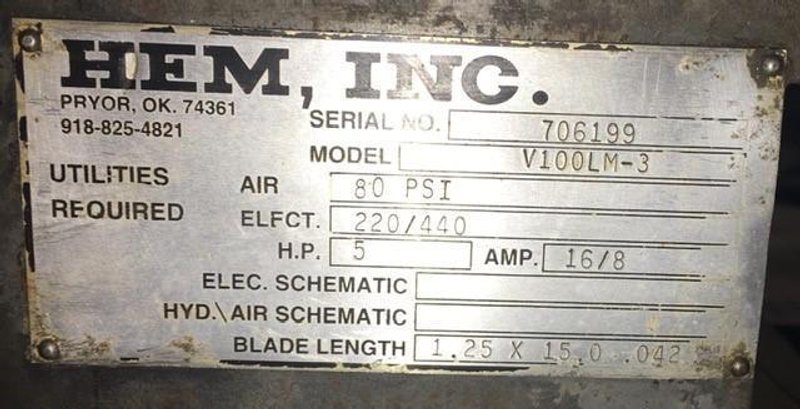 HEM, INC.
PRYOR, OK. 74361
918-825-4821
SERIAL NO. 706199
MODEL V100LM-3
UTILITIES
REQUIRED
AIR 80 PSI
ELECT. 220/440
H.P. 5 AMP. 16/8
ELEC. SCHEMATIC
HYD.\AIR SCHEMATIC
BLADE LENGTH 1.25 X 15.0 .042